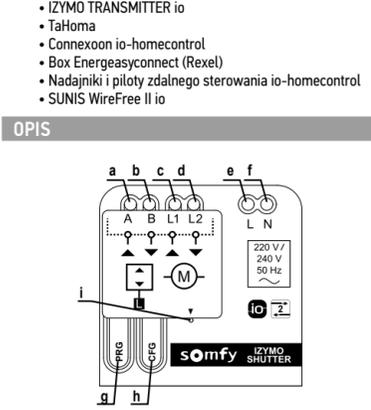 • IZYMO TRANSMITTER io
• TaHoma
• Connexoon io-homecontrol
• Box Energeasyconnect (Rexel)
• Nadajniki i piloty zdalnego sterowania io-homecontrol
• SUNIS WireFree II io
OPIS
a b c d e f
A B L1 L2
L N
220 V /
240 V
50 Hz
M
L
i
io 2
PRG
CFG
somfy IZYMO
SHUTTER
g h